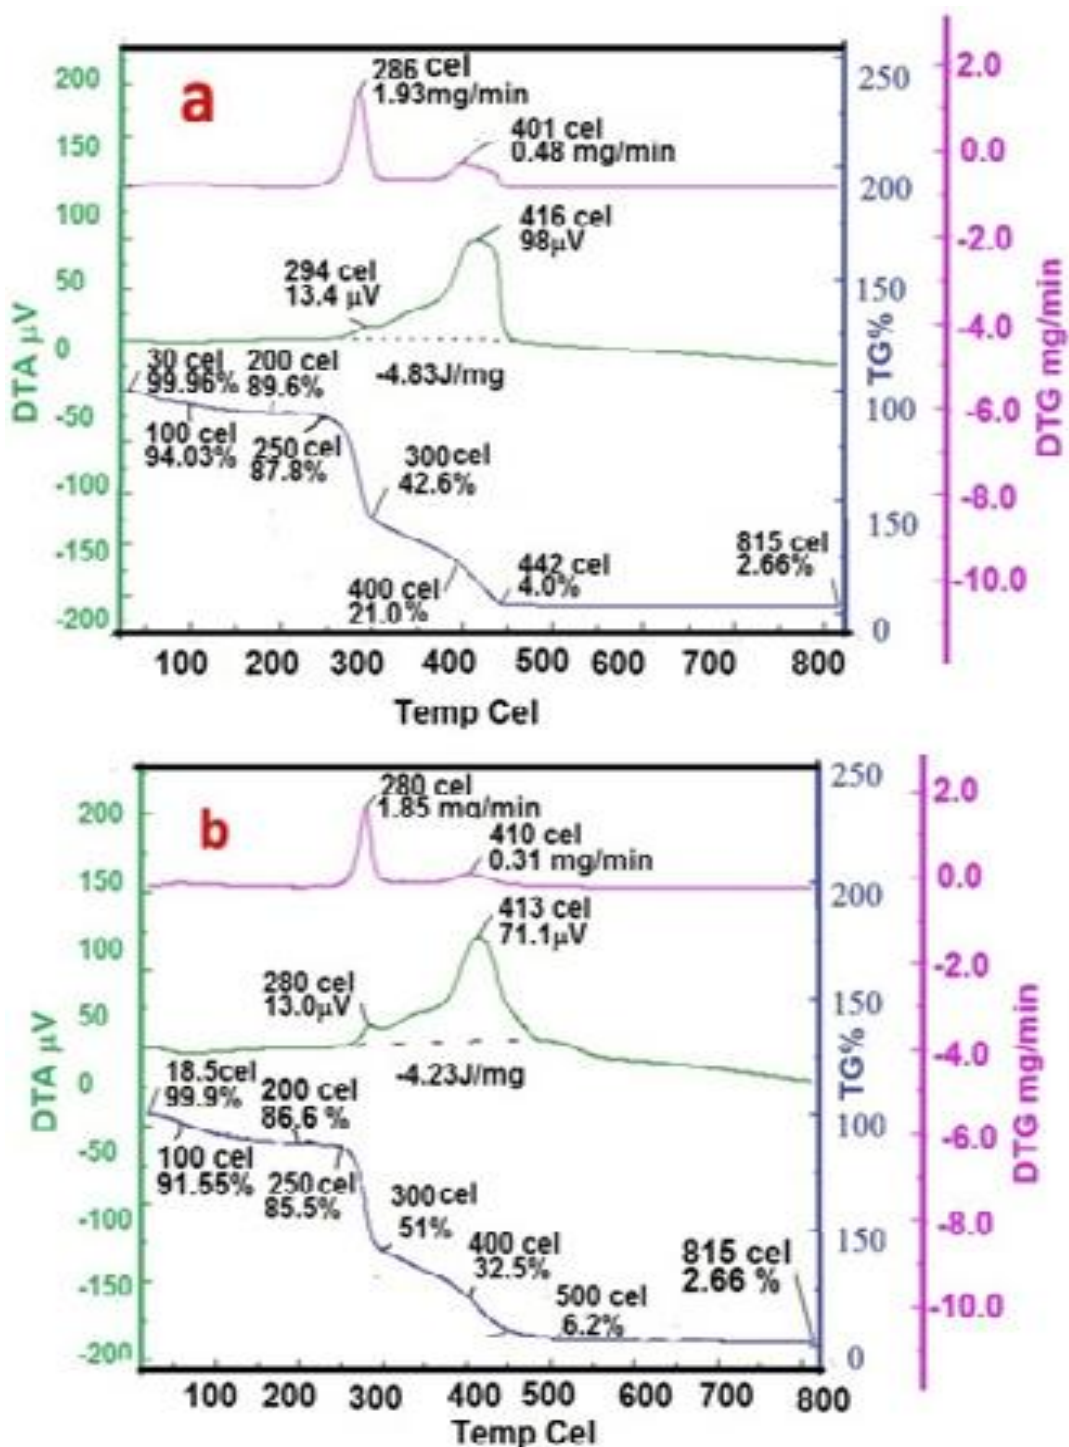 a
286 cel
1.93mg/min
401 cel
0.48 mg/min
416 cel
98μV
294 cel
13.4 μV
-4.83J/mg
30 cel
99.96%
200 cel
89.6%
100 cel
94.03%
250 cel
87.8%
300cel
42.6%
400 cel
21.0%
442 cel
4.0%
815 cel
2.66%
DTA μV
200
150
100
50
0
-50
-100
-150
-200
TG%
250
200
150
100
150
0
DTG mg/min
2.0
0.0
-2.0
-4.0
-6.0
-8.0
-10.0
100
200
300
400
500
600
700
800
Temp Cel
b
280 cel
1.85 mg/min
410 cel
0.31 mg/min
413 cel
71.1μV
280 cel
13.0μV
-4.23J/mg
18.5cel
99.9%
200 cel
86.6 %
100 cel
91.55%
250 cel
85.5%
300cel
51%
400 cel
32.5%
500 cel
6.2%
815 cel
2.66 %
DTA μV
200
150
100
50
0
-50
-100
-150
-200
TG%
250
200
150
100
150
0
DTG mg/min
2.0
0.0
-2.0
-4.0
-6.0
-8.0
-10.0
100
200
300
400
500
600
700
800
Temp Cel